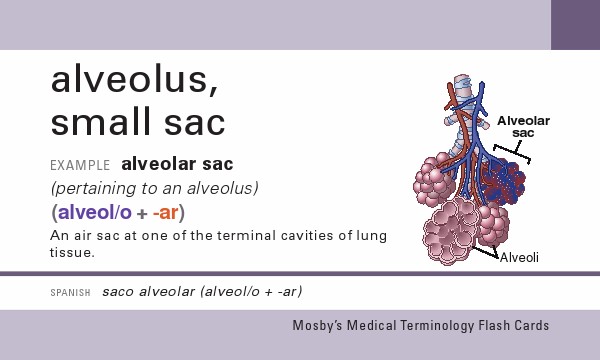 alveolus,
small sac
EXAMPLE alveolar sac
(pertaining to an alveolus)
(alveol/o + -ar)
An air sac at one of the terminal cavities of lung
tissue.
Alveolar
sac
Alveoli
SPANISH saco alveolar (alveol/o + -ar)
Mosby's Medical Terminology Flash Cards